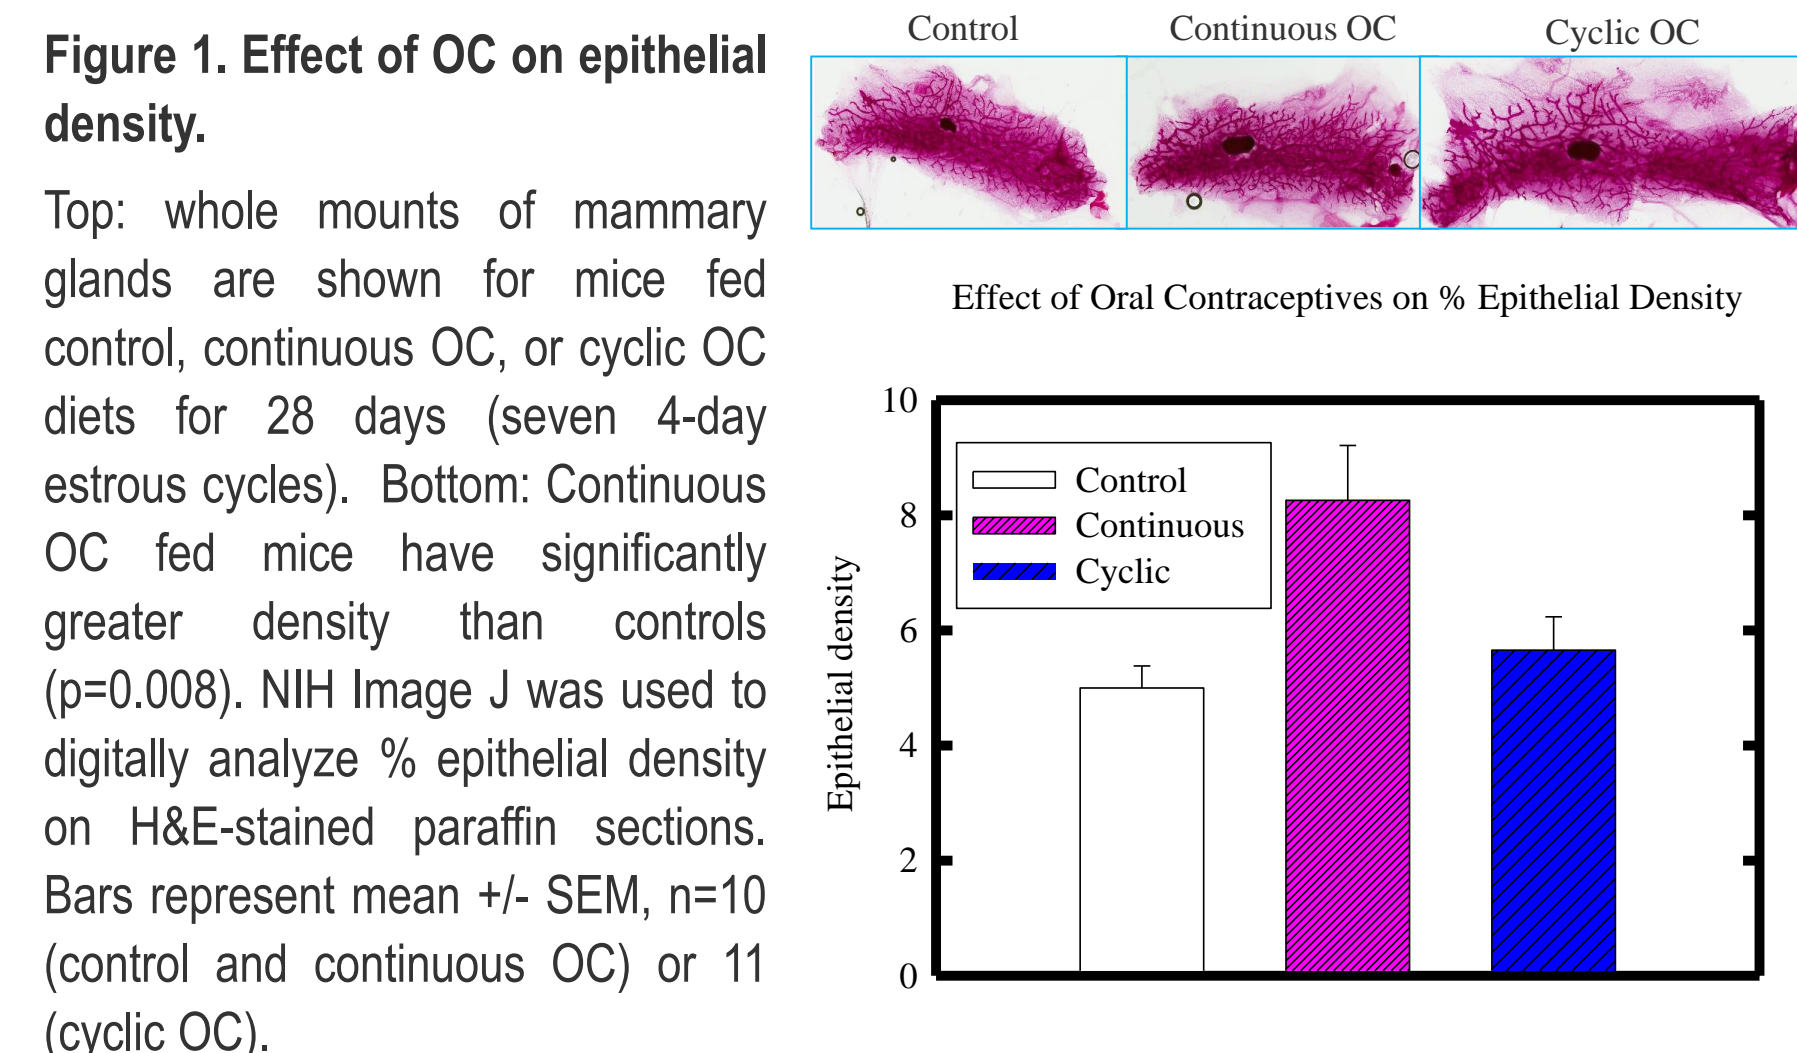 Figure 1. Effect of OC on epithelial
density.
Top: whole mounts of mammary
glands are shown for mice fed
control, continuous OC, or cyclic OC
diets for 28 days (seven 4-day
estrous cycles). Bottom: Continuous
OC fed mice have significantly
greater density than controls
(p=0.008). NIH Image J was used to
digitally analyze % epithelial density
on H&E-stained paraffin sections.
Bars represent mean +/- SEM, n=10
(control and continuous OC) or 11
(cyclic OC).
Control
Continuous OC
Cyclic OC
Effect of Oral Contraceptives on % Epithelial Density
Epithelial density
10
8
6
4
2
0
Control
Continuous
Cyclic